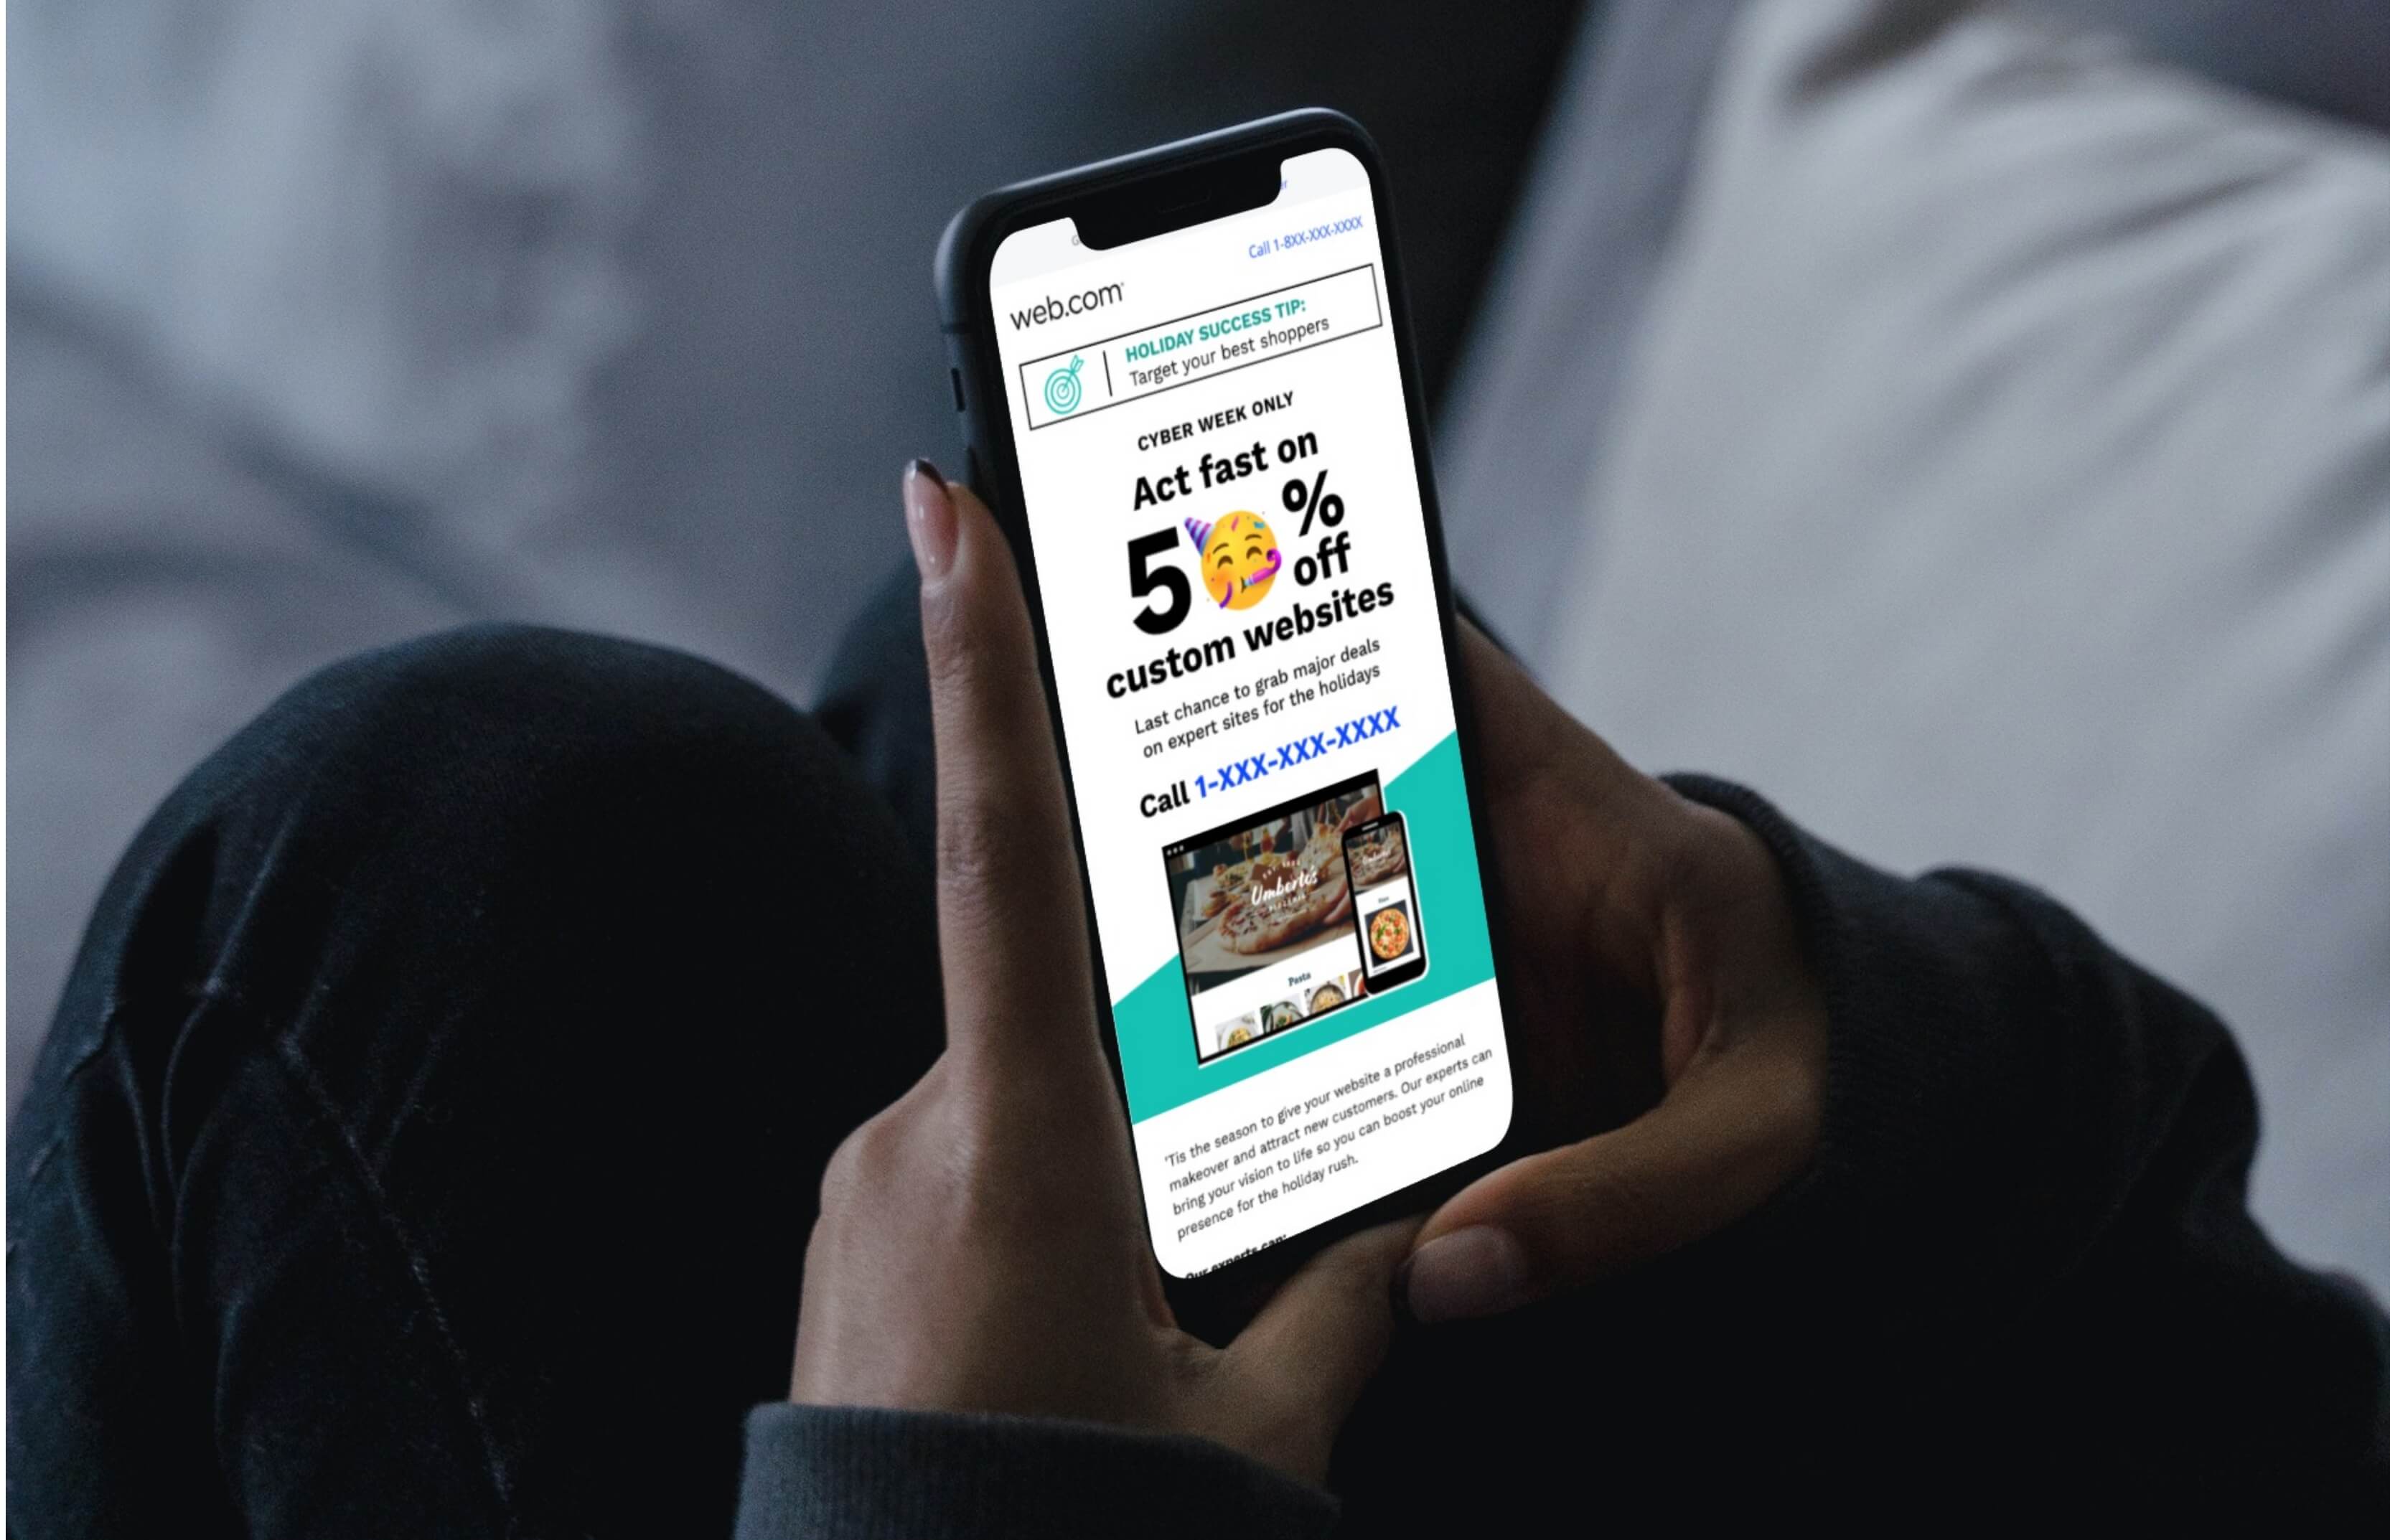 Call 1-8XX-XXX-XXXX
web.com
HOLIDAY SUCCESS TIP:
Target your best shoppers
CYBER WEEK ONLY
Act fast on
5🥳%
off
custom websites
Last chance to grab major deals
on expert sites for the holidays
Call 1-XXX-XXX-XXXX
Umberto's
Pasta
'Tis the season to give your website a professional
makeover and attract new customers. Our experts can
bring your vision to life so you can boost your online
presence for the holiday rush.
Our experts can: